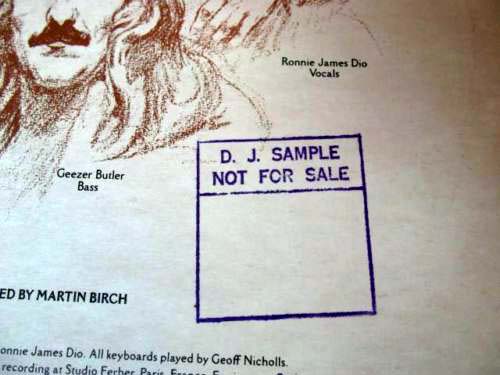 Ronnie James Dio
Vocals
D. J. SAMPLE
NOT FOR SALE
Geezer Butler
Bass
ED BY MARTIN BIRCH
onnie James Dio. All keyboards played by Geoff Nicholls.
recording at Studio Ferber, Paris, France,